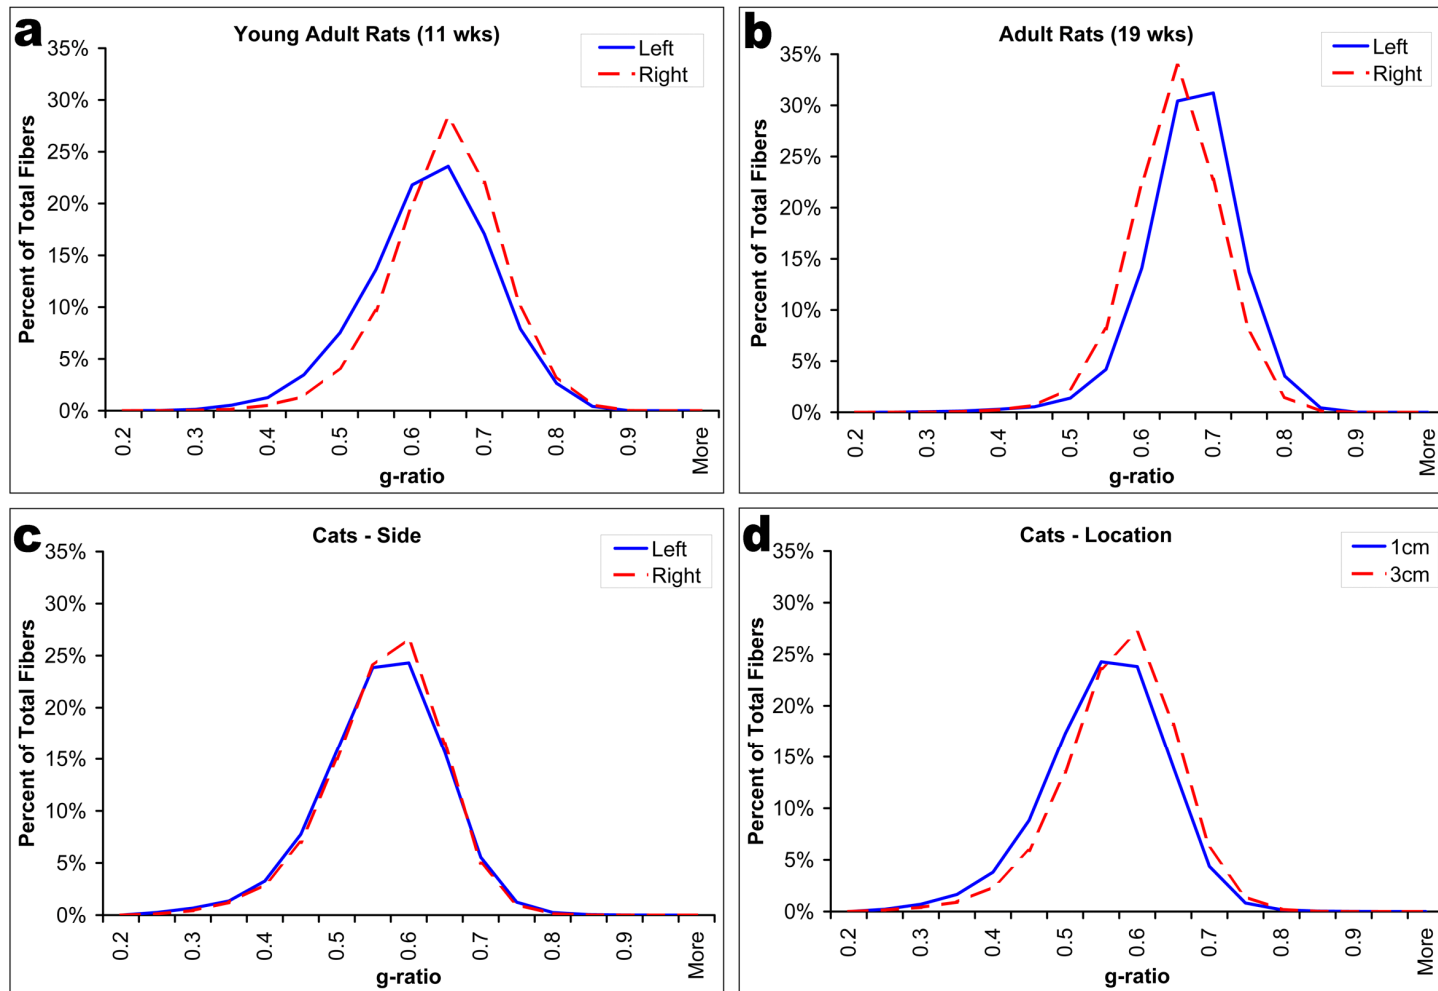 a
Young Adult Rats (11 wks)
Left
Right
35%
30%
25%
20%
15%
10%
5%
0%
Percent of Total Fibers
0.2
0.3
0.4
0.5
0.6
0.7
0.8
0.9
More
g-ratio
b
Adult Rats (19 wks)
Left
Right
35%
30%
25%
20%
15%
10%
5%
0%
Percent of Total Fibers
0.2
0.3
0.4
0.5
0.6
0.7
0.8
0.9
More
g-ratio
c
Cats - Side
Left
Right
35%
30%
25%
20%
15%
10%
5%
0%
Percent of Total Fibers
0.2
0.3
0.4
0.5
0.6
0.7
0.8
0.9
More
g-ratio
d
Cats - Location
1cm
3cm
35%
30%
25%
20%
15%
10%
5%
0%
Percent of Total Fibers
0.2
0.3
0.4
0.5
0.6
0.7
0.8
0.9
More
g-ratio